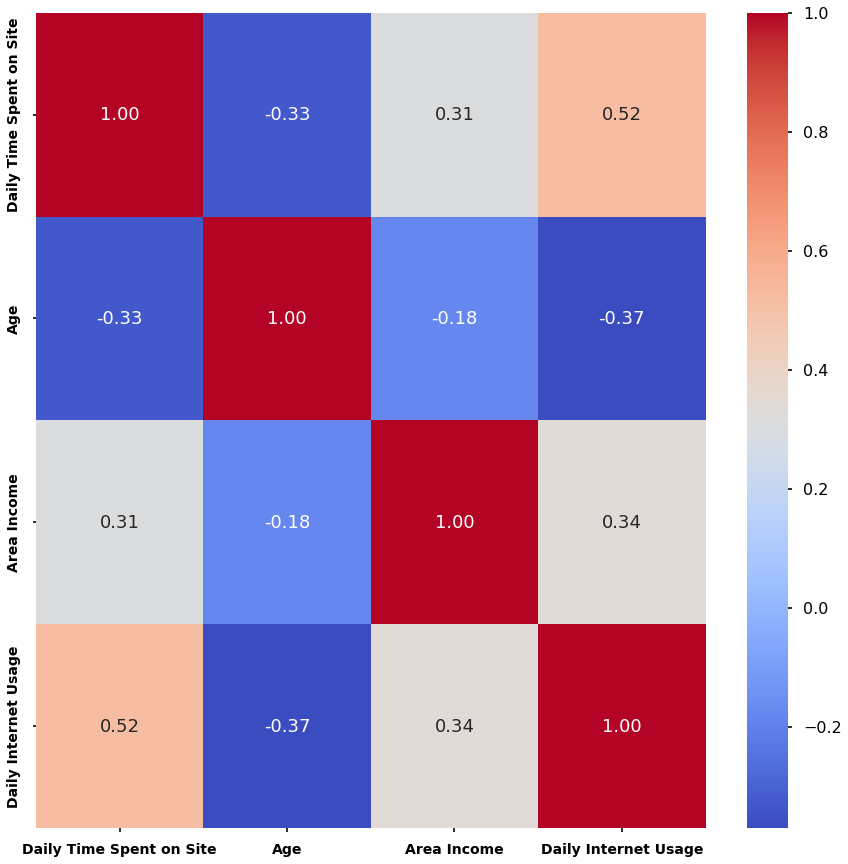 Daily Time Spent on Site
1.00 -0.33 0.31 0.52
Age
-0.33 1.00 -0.18 -0.37
Area Income
0.31 -0.18 1.00 0.34
Daily Internet Usage
0.52 -0.37 0.34 1.00
Daily Time Spent on Site Age Area Income Daily Internet Usage
1.0
0.8
0.6
0.4
0.2
0.0
−0.2